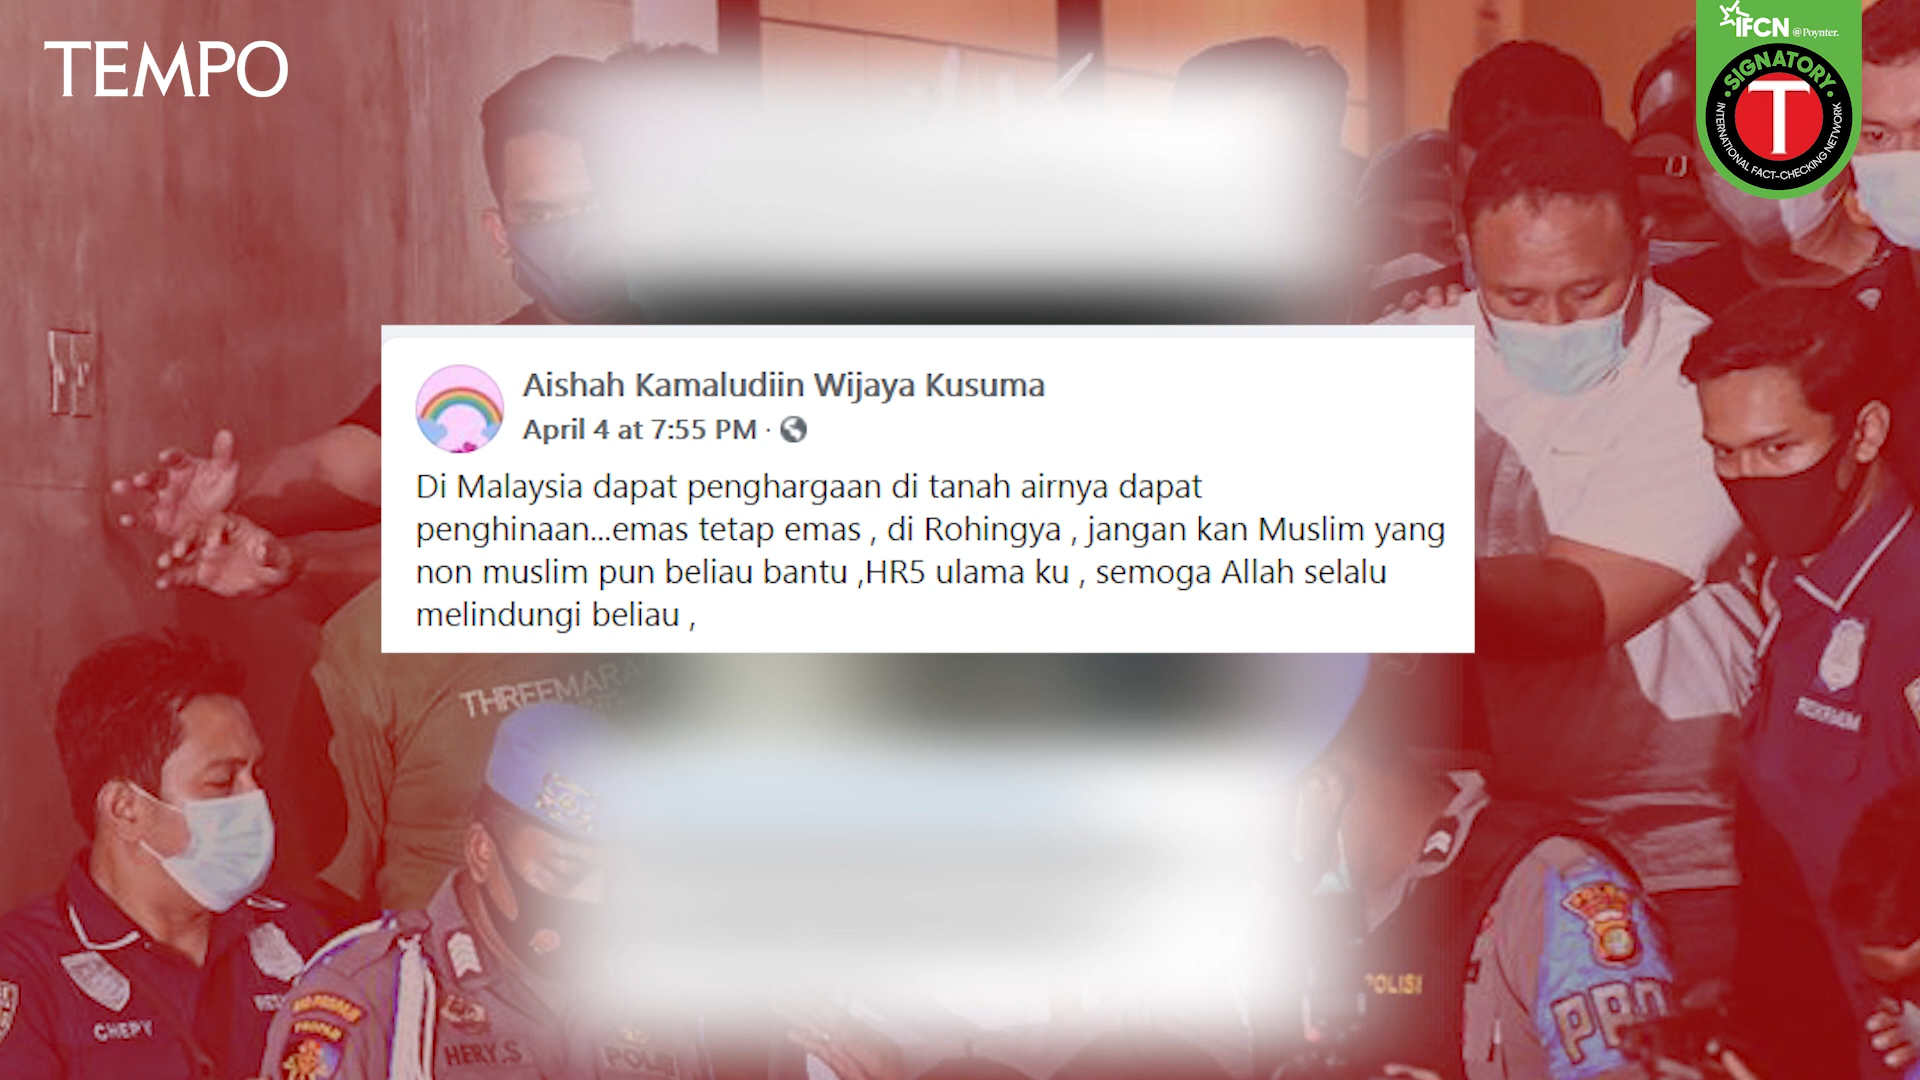 TEMPO
IFCN @Poynter.
SIGNATORY
T
INTERNATIONAL FACT-CHECKING NETWORK
Aishah Kamaludiin Wijaya Kusuma
April 4 at 7:55 PM ·
Di Malaysia dapat penghargaan di tanah airnya dapat
penghinaan...emas tetap emas , di Rohingya , jangan kan Muslim yang
non muslim pun beliau bantu ,HR5 ulama ku , semoga Allah selalu
melindungi beliau ,
CHEPY
HERY.S
POLISI